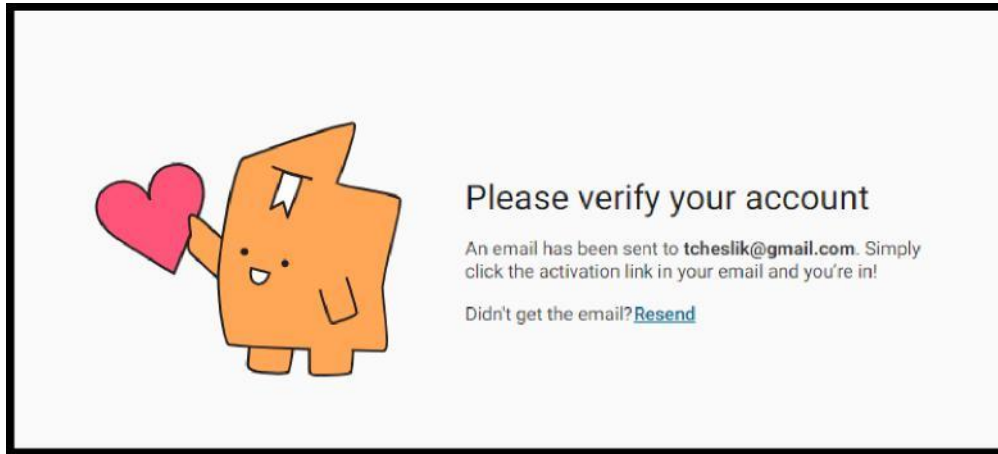 Please verify your account
An email has been sent to tcheslik@gmail.com. Simply
click the activation link in your email and you're in!
Didn't get the email? Resend